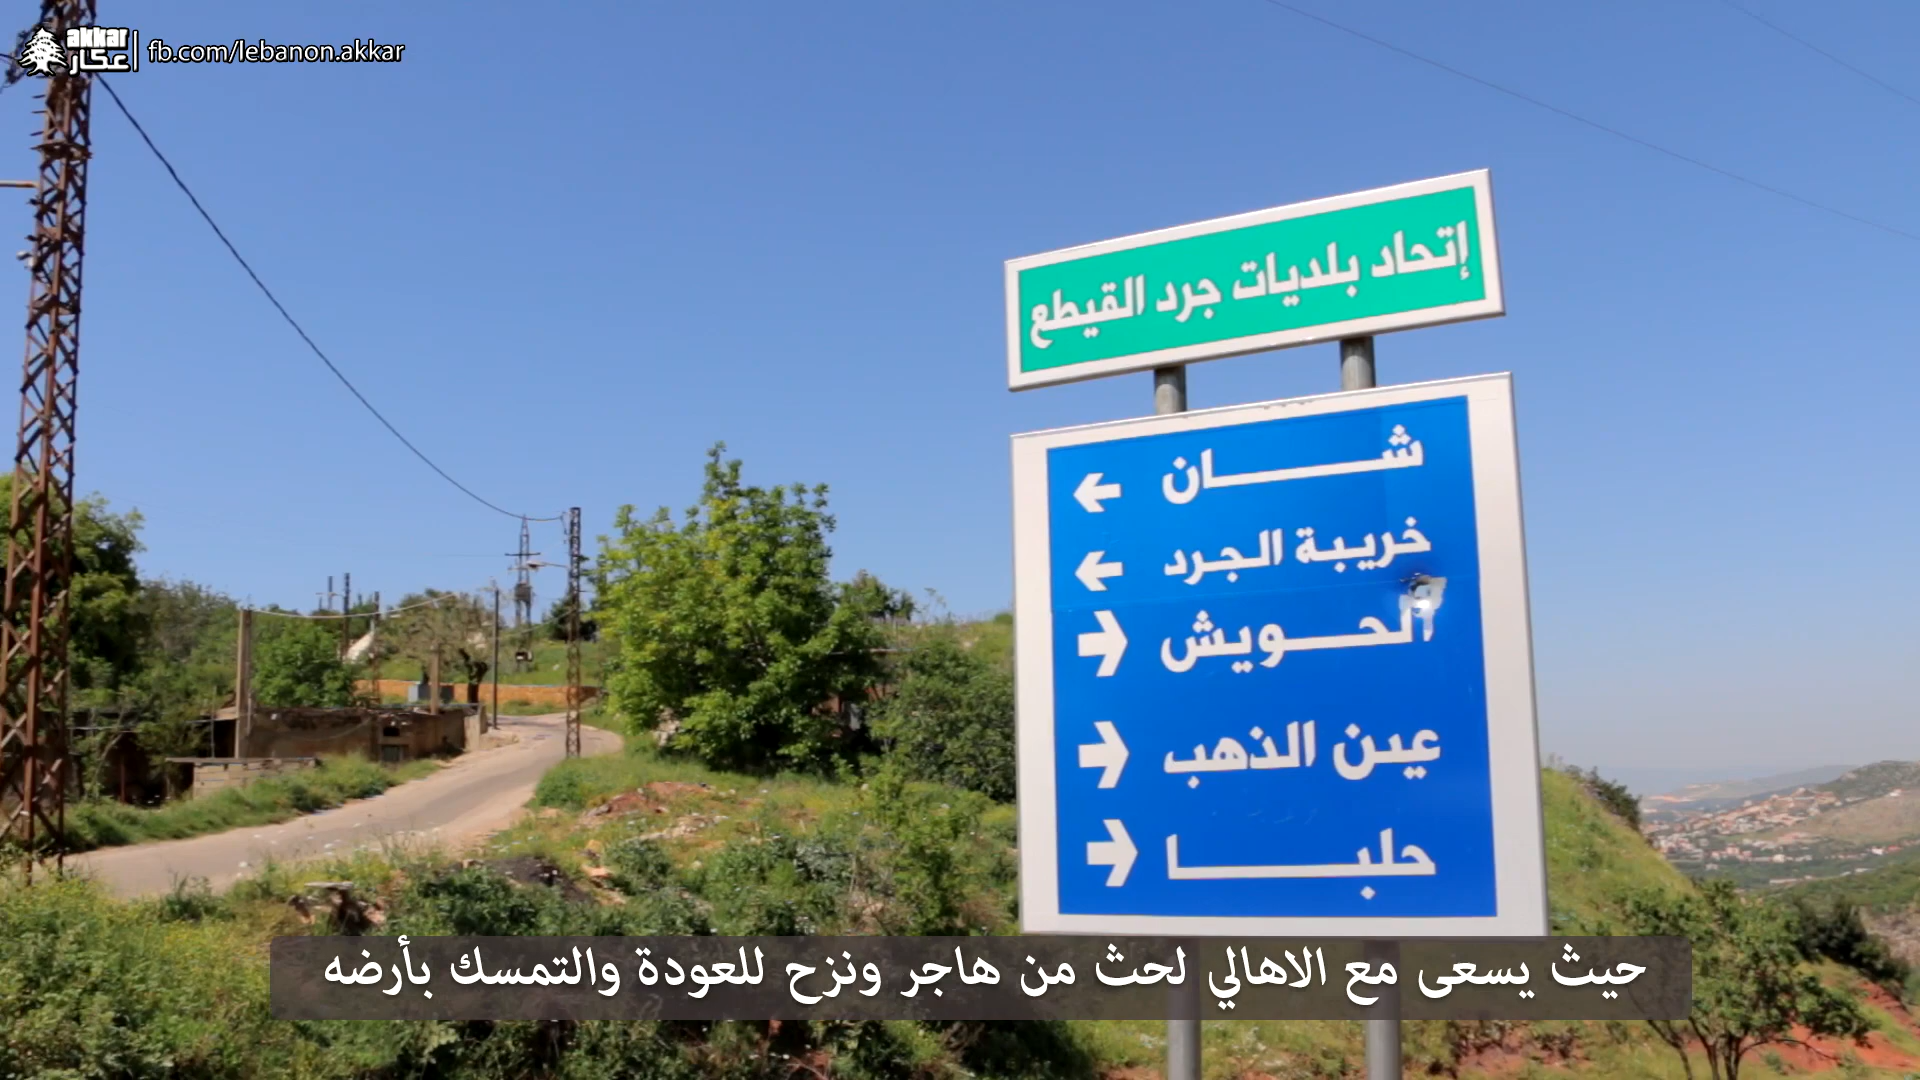 akkar
عكار
fb.com/lebanon.akkar
إتحاد بلديات جرد القيطع
شان
خريبة الجرد
الحويش
عين الذهب
حلبا
حيث يسعى مع الاهالي لحث من هاجر ونزح للعودة والتمسك بأرضه